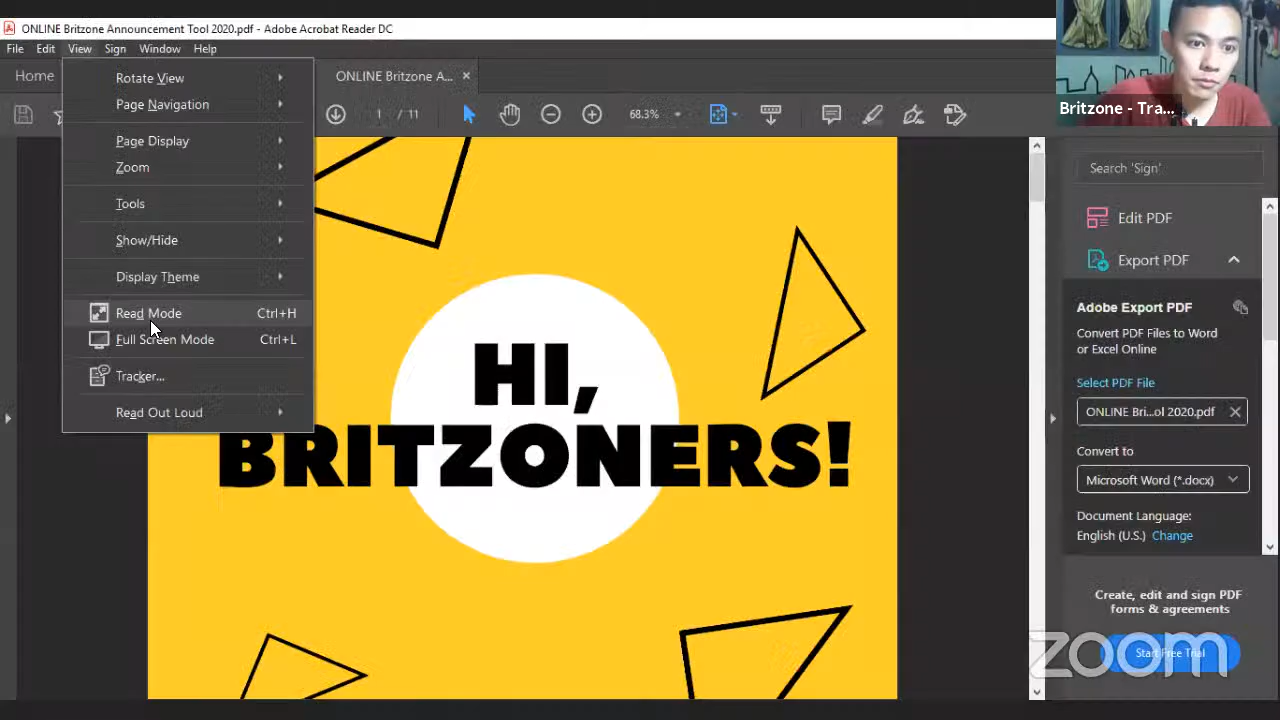 ONLINE Britzone Announcement Tool 2020.pdf - Adobe Acrobat Reader DC
File Edit View Sign Window Help
Home
ONLINE Britzone A... ×
1 / 11
68.3%
Rotate View
Page Navigation
Page Display
Zoom
Tools
Show/Hide
Display Theme
Read Mode Ctrl+H
Full Screen Mode Ctrl+L
Tracker...
Read Out Loud
HI,
BRITZONERS!
Britzone - Tra...
Search 'Sign'
Edit PDF
Export PDF
Adobe Export PDF
Convert PDF Files to Word
or Excel Online
Select PDF File
ONLINE Bri...ol 2020.pdf
Convert to
Microsoft Word (*.docx)
Document Language:
English (U.S.) Change
Create, edit and sign PDF
forms & agreements
Start Free Trial
zoom